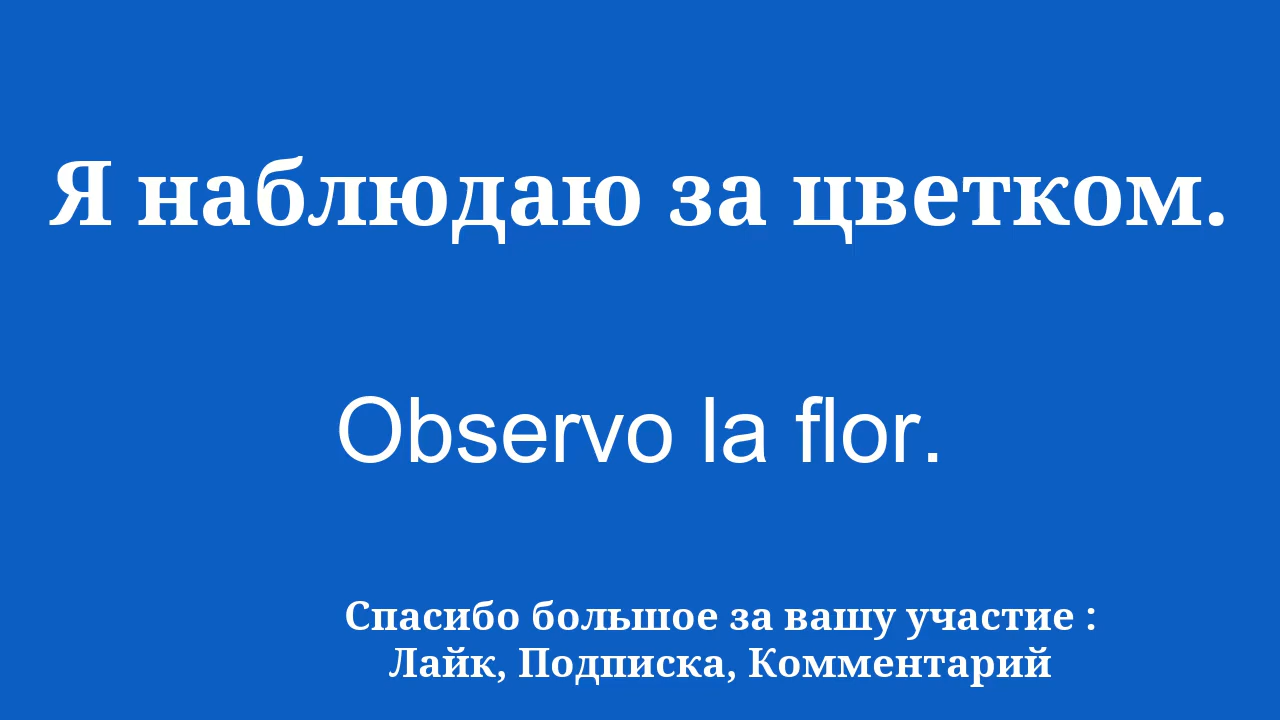 Я наблюдаю за цветком.
Observo la flor.
Спасибо большое за вашу участие :
Лайк, Подписка, Комментарий